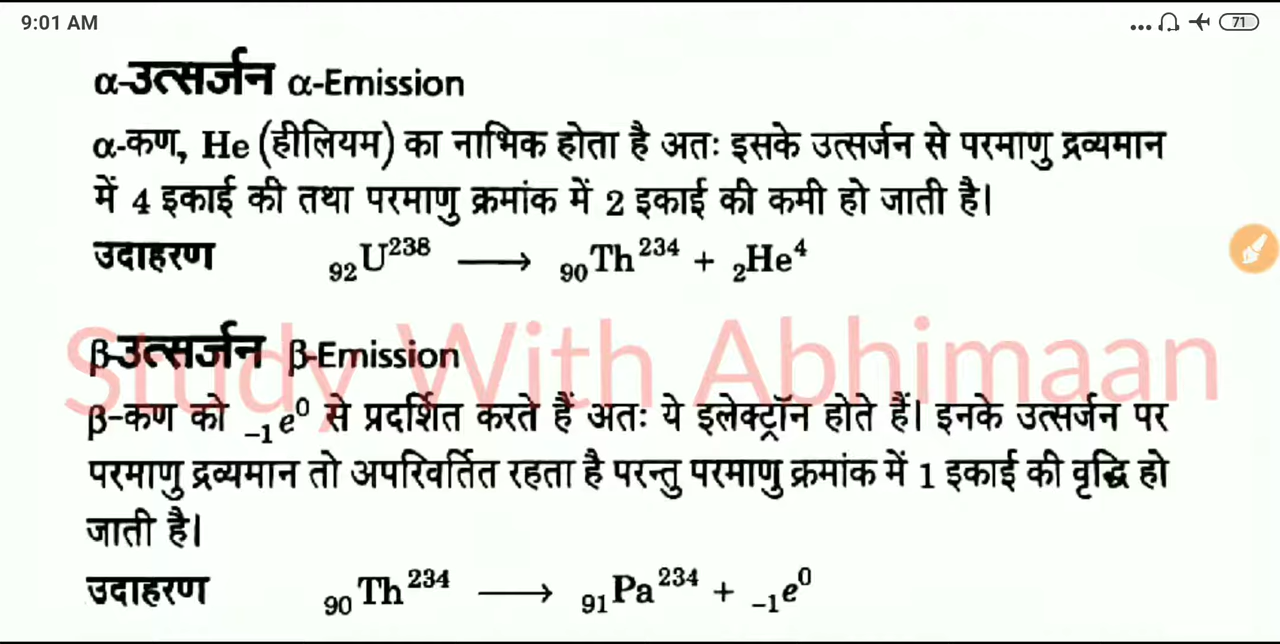 9:01 AM
... 71
α-उत्सर्जन α-Emission
α-कण, He (हीलियम) का नाभिक होता है अतः इसके उत्सर्जन से परमाणु द्रव्यमान
में 4 इकाई की तथा परमाणु क्रमांक में 2 इकाई की कमी हो जाती है।
उदाहरण ₉₂U²³⁸ ⟶ ₉₀Th²³⁴ + ₂He⁴
Study With Abhimaan
β-उत्सर्जन β-Emission
β-कण को ₋₁e⁰ से प्रदर्शित करते हैं अतः ये इलेक्ट्रॉन होते हैं। इनके उत्सर्जन पर
परमाणु द्रव्यमान तो अपरिवर्तित रहता है परन्तु परमाणु क्रमांक में 1 इकाई की वृद्धि हो
जाती है।
उदाहरण ₉₀Th²³⁴ ⟶ ₉₁Pa²³⁴ + ₋₁e⁰